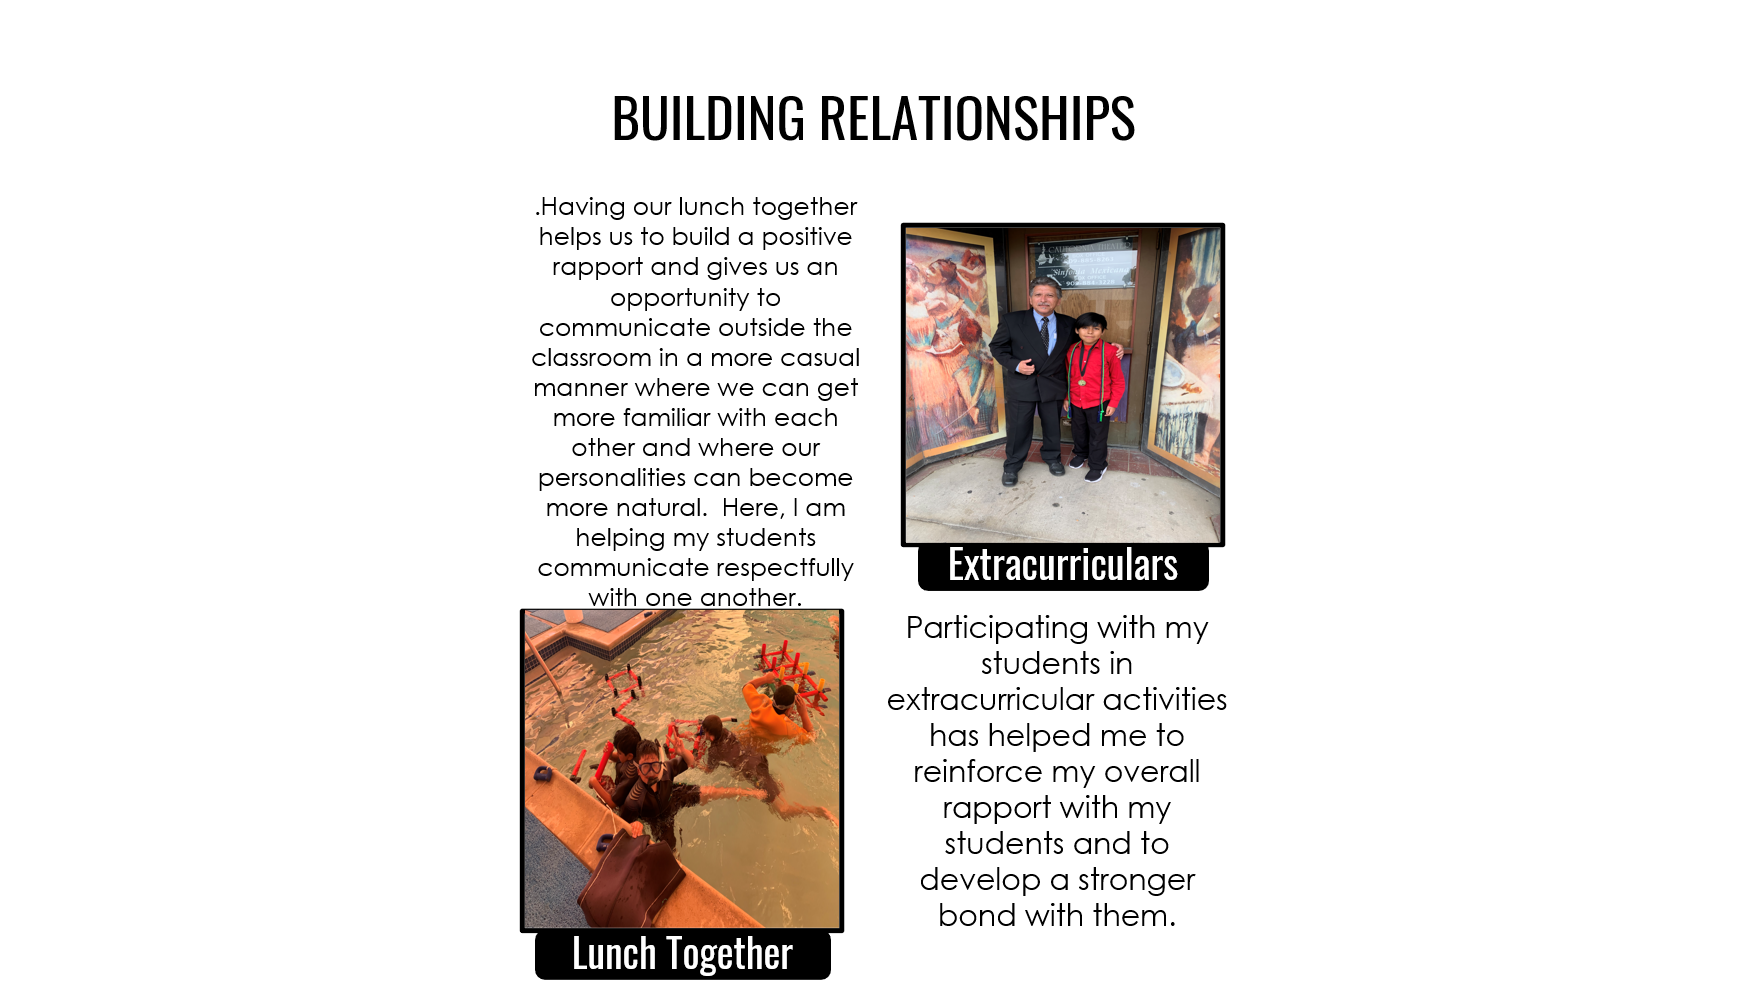 BUILDING RELATIONSHIPS
.Having our lunch together
helps us to build a positive
rapport and gives us an
opportunity to
communicate outside the
classroom in a more casual
manner where we can get
more familiar with each
other and where our
personalities can become
more natural.  Here, I am
helping my students
communicate respectfully
with one another.
Lunch Together
CALIFORNIA THEATRE
Sinfonía Mexicana
Extracurriculars
Participating with my
students in
extracurricular activities
has helped me to
reinforce my overall
rapport with my
students and to
develop a stronger
bond with them.